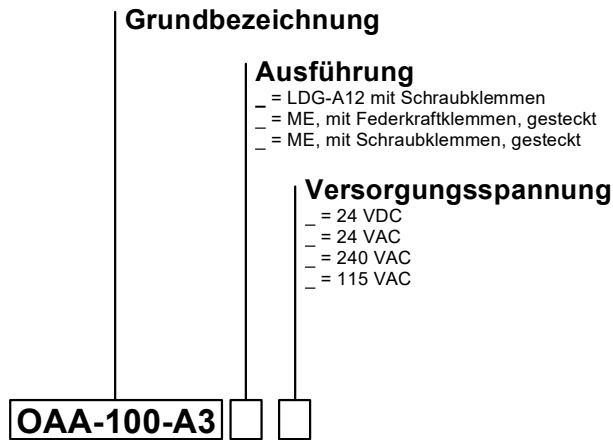 Grundbezeichnung
Ausführung
_ = LDG-A12 mit Schraubklemmen
_ = ME, mit Federkraftklemmen, gesteckt
_ = ME, mit Schraubklemmen, gesteckt
Versorgungsspannung
_ = 24 VDC
_ = 24 VAC
_ = 240 VAC
_ = 115 VAC
OAA-100-A3